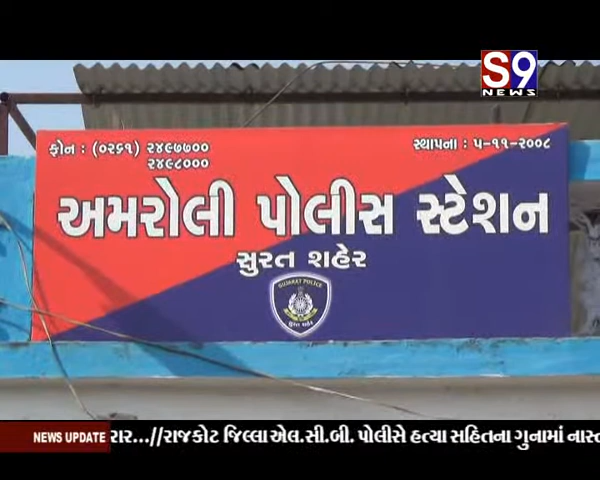 S9
NEWS
ફોન : (૦૨૬૧) ૨૪૯૭૭૦૦
૨૪૯૮૦૦૦
સ્થાપના : ૫-૧૧-૨૦૦૮
અમરોલી પોલીસ સ્ટેશન
સુરત શહેર
GUJARAT POLICE
NEWS UPDATE
રાર...//રાજકોટ જિલ્લા એલ.સી.બી. પોલીસે હત્યા સહિતના ગુનામાં નાસ્ત